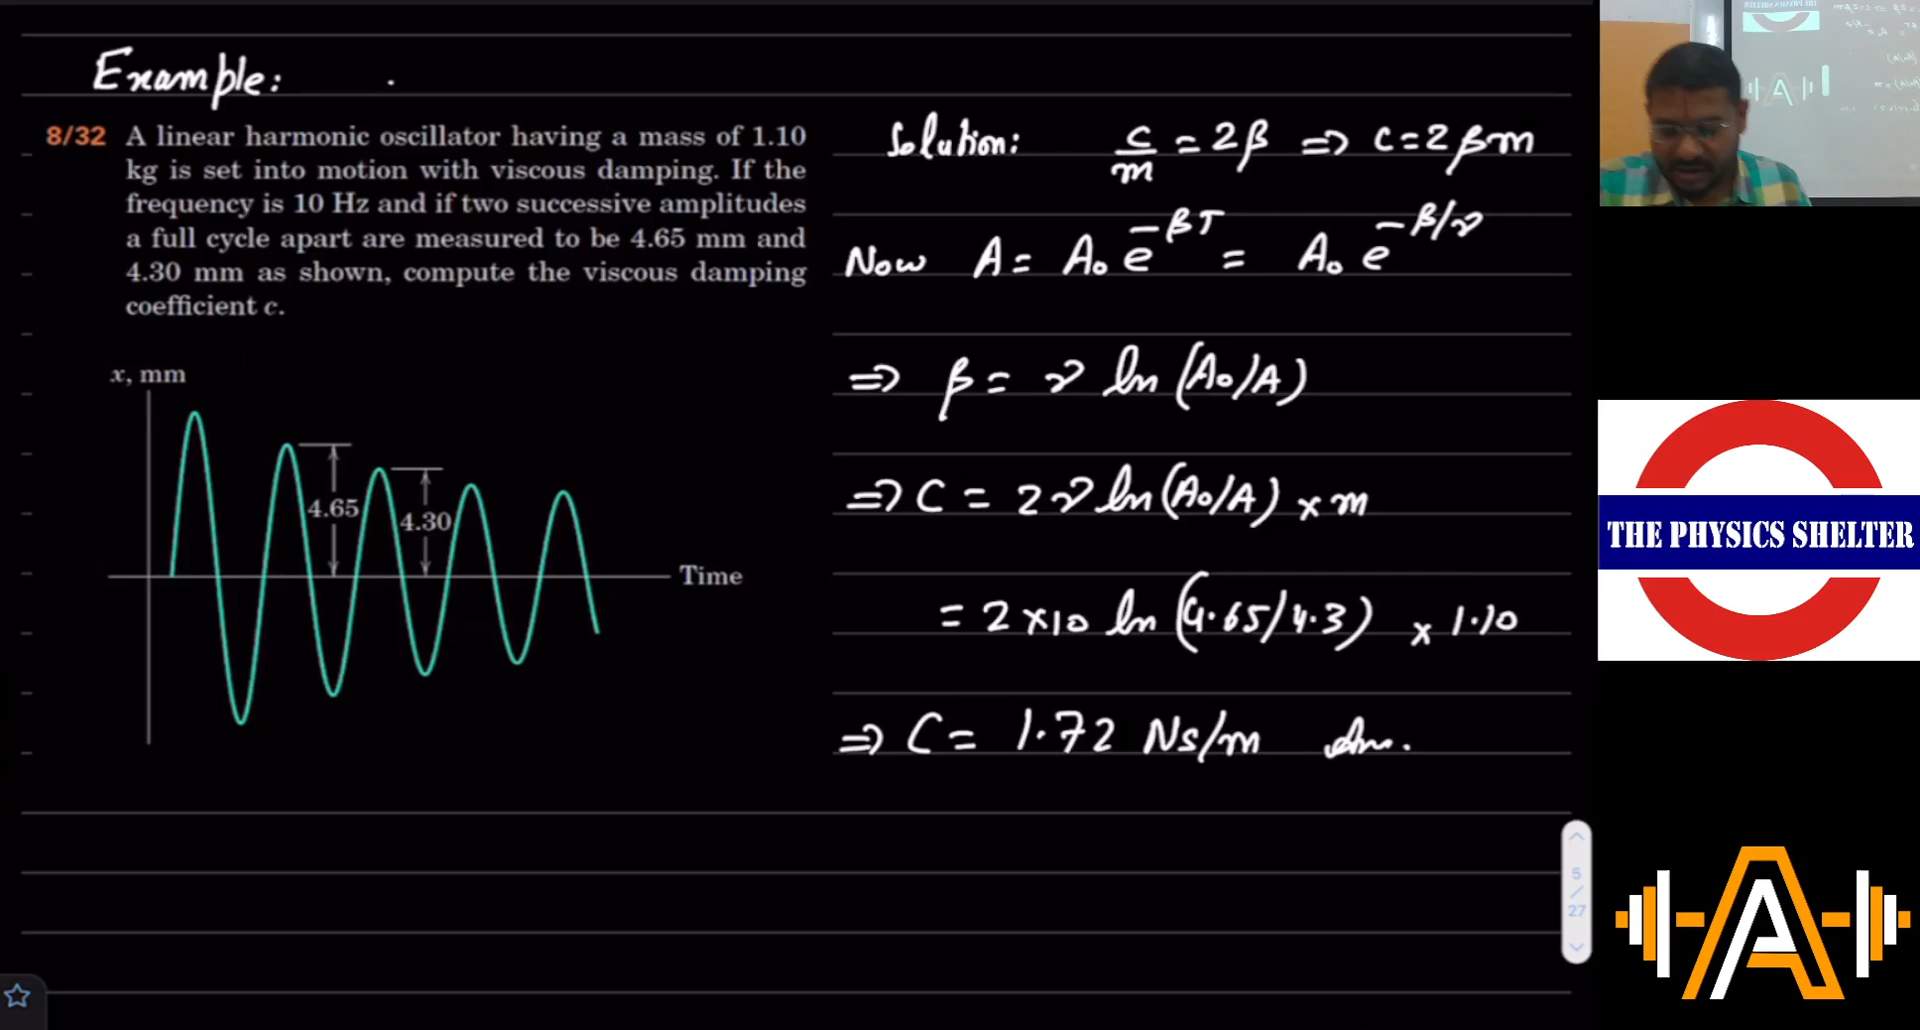 Example:
8/32 A linear harmonic oscillator having a mass of 1.10
kg is set into motion with viscous damping. If the
frequency is 10 Hz and if two successive amplitudes
a full cycle apart are measured to be 4.65 mm and
4.30 mm as shown, compute the viscous damping
coefficient c.
x, mm
4.65
4.30
Time
Solution: c/m = 2β ⇒ c = 2βm
Now A = A₀ e^{-βT} = A₀ e^{-β/ν}
⇒ β = ν ln(A₀/A)
⇒ C = 2ν ln(A₀/A) × m
= 2×10 ln(4.65/4.3) × 1.10
⇒ C = 1.72 Ns/m
THE PHYSICS SHELTER
5
/
27
A